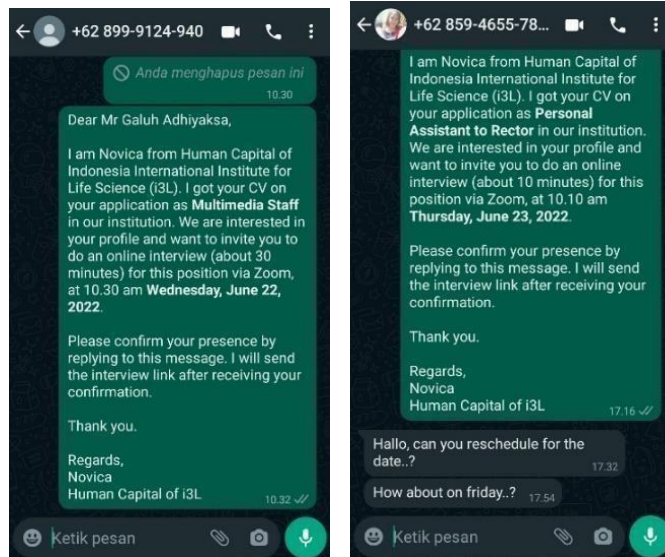 +62 899-9124-940
Anda menghapus pesan ini
10.30
Dear Mr Galuh Adhiyaksa,
I am Novica from Human Capital of
Indonesia International Institute for
Life Science (i3L). I got your CV on
your application as Multimedia Staff
in our institution. We are interested in
your profile and want to invite you to
do an online interview (about 30
minutes) for this position via Zoom,
at 10.30 am Wednesday, June 22,
2022.
Please confirm your presence by
replying to this message. I will send
the interview link after receiving your
confirmation.
Thank you.
Regards,
Novica
Human Capital of i3L
10.32
Ketik pesan
+62 859-4655-78...
I am Novica from Human Capital of
Indonesia International Institute for
Life Science (i3L). I got your CV on
your application as Personal
Assistant to Rector in our institution.
We are interested in your profile and
want to invite you to do an online
interview (about 10 minutes) for this
position via Zoom, at 10.10 am
Thursday, June 23, 2022.
Please confirm your presence by
replying to this message. I will send
the interview link after receiving your
confirmation.
Thank you.
Regards,
Novica
Human Capital of i3L
17.16
Hallo, can you reschedule for the
date..?
17.32
How about on friday..?
17.54
Ketik pesan